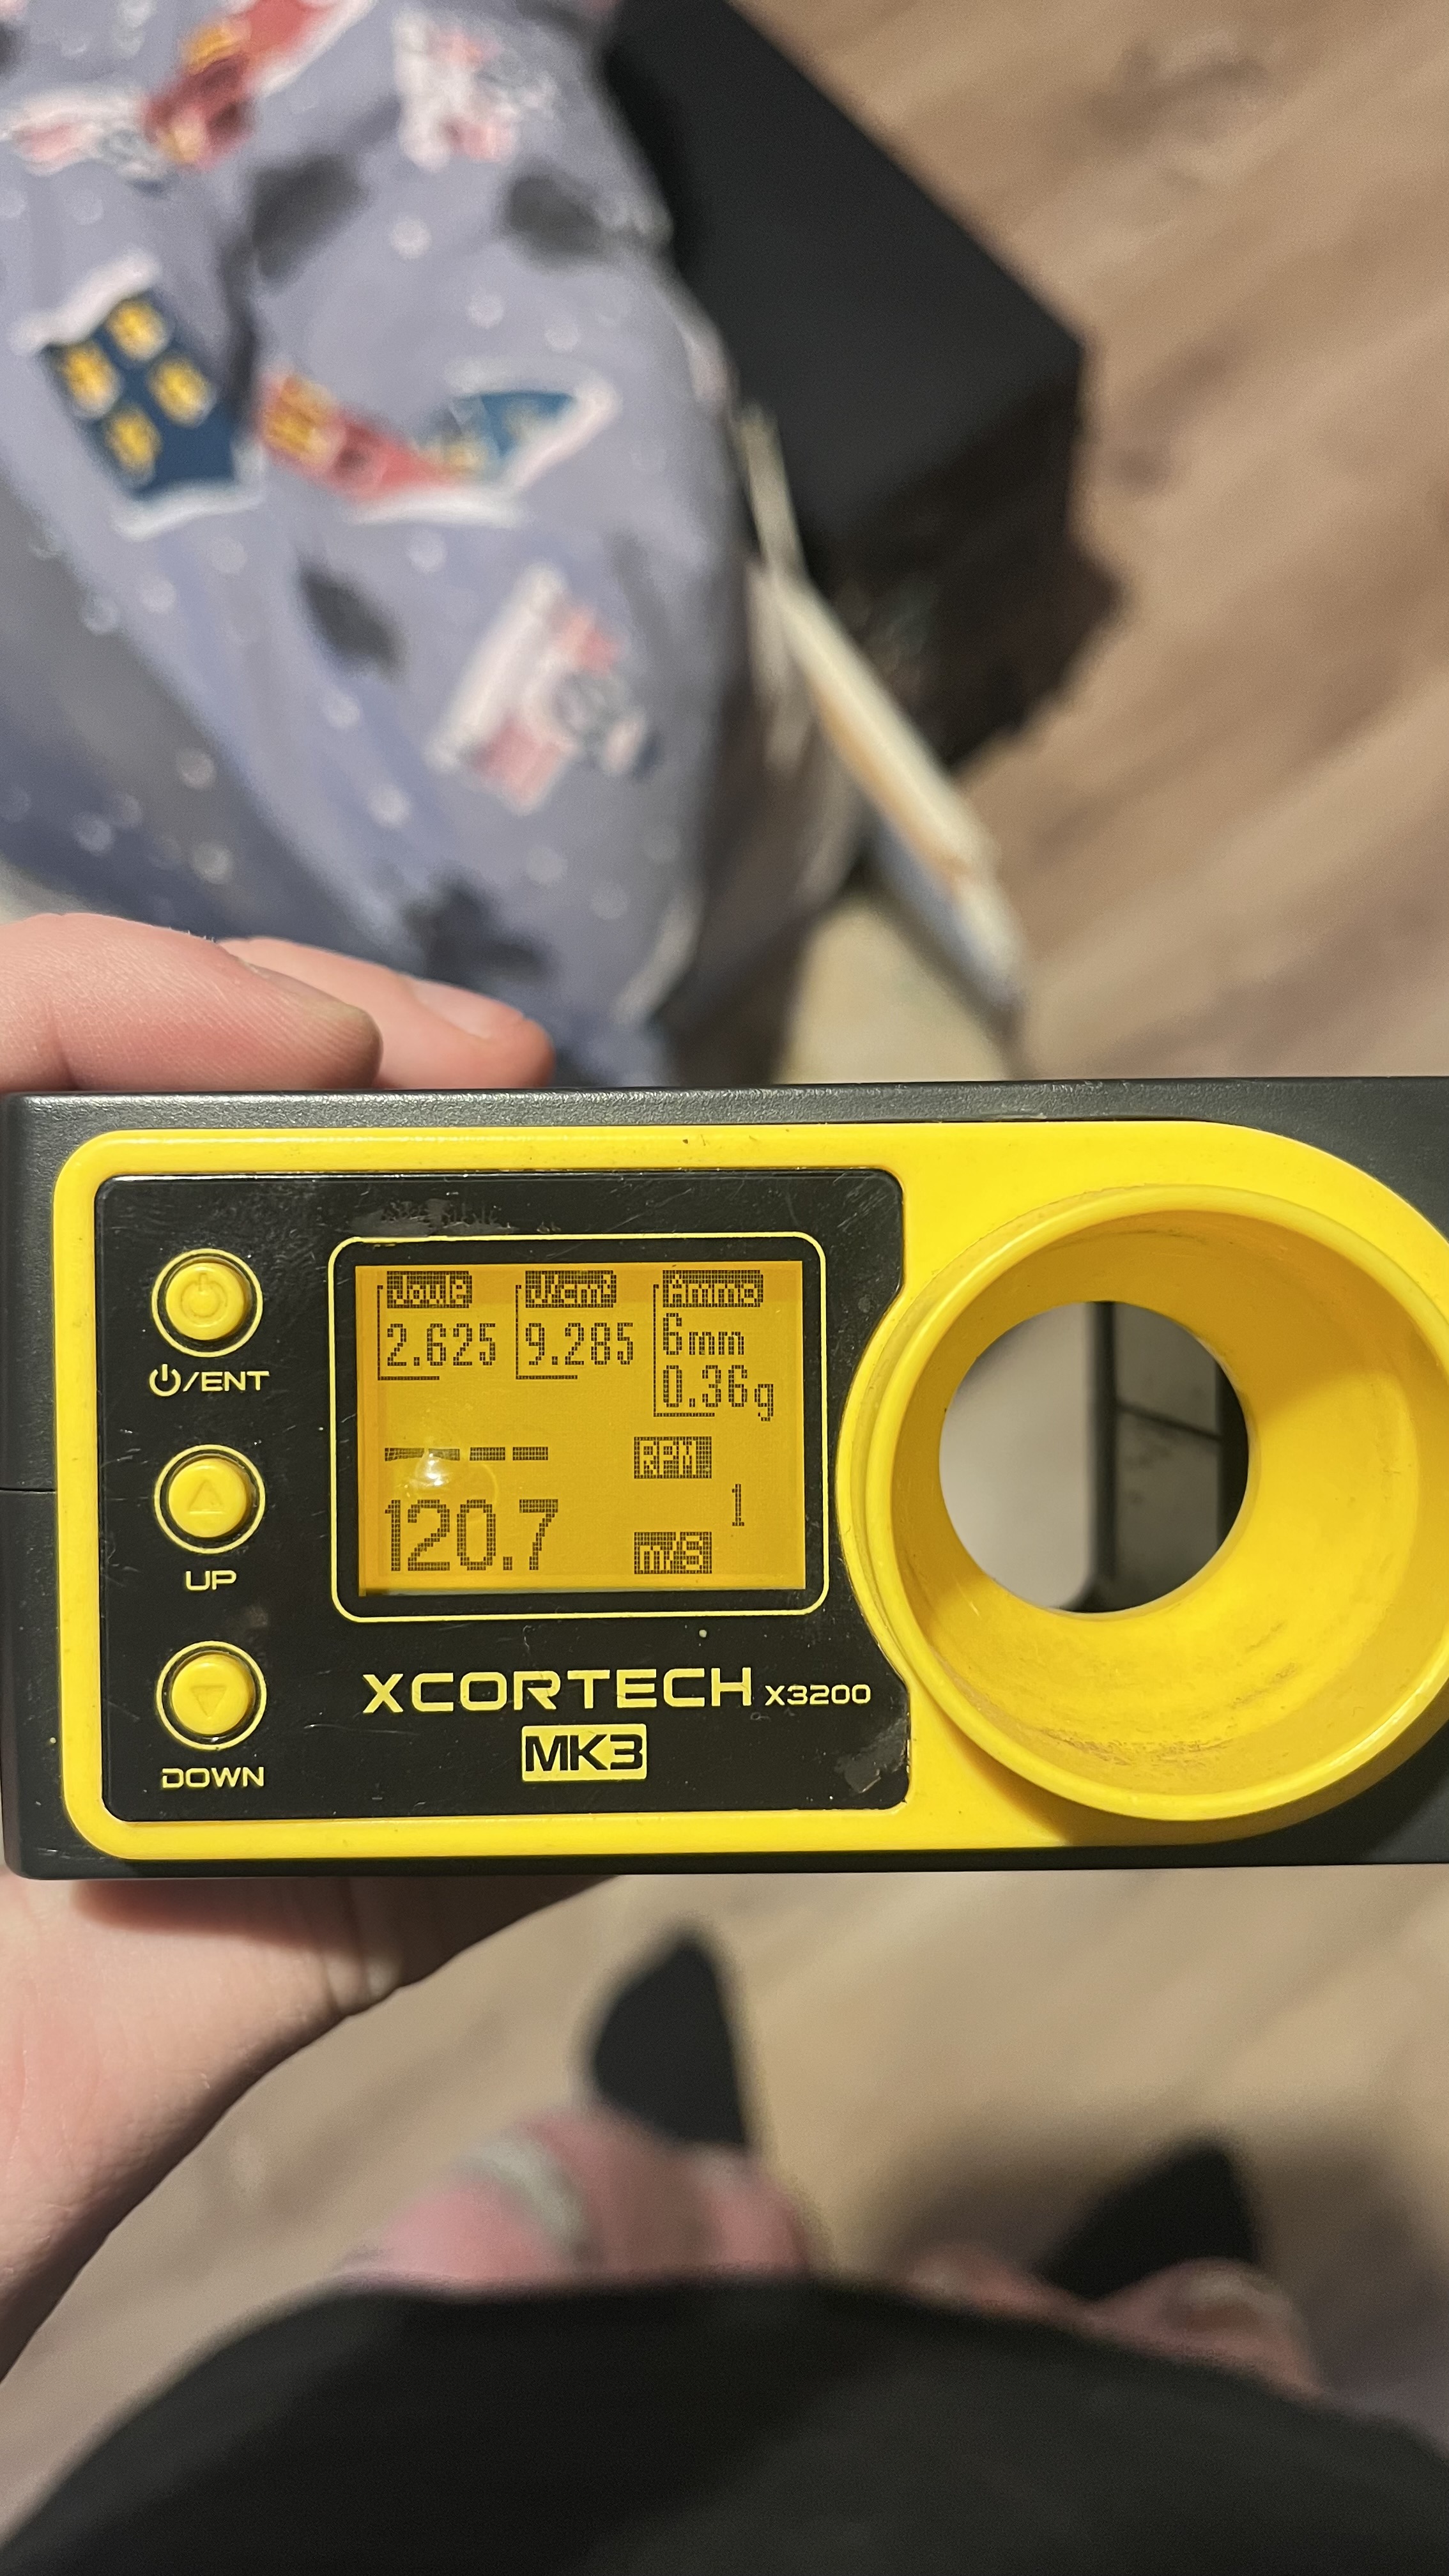 Joule J/cm² Ammo
2.625 9.285 6mm
0.36g
RPM
1
120.7 m/s
⏻/ENT
UP
DOWN
XCORTECH X3200
MK3